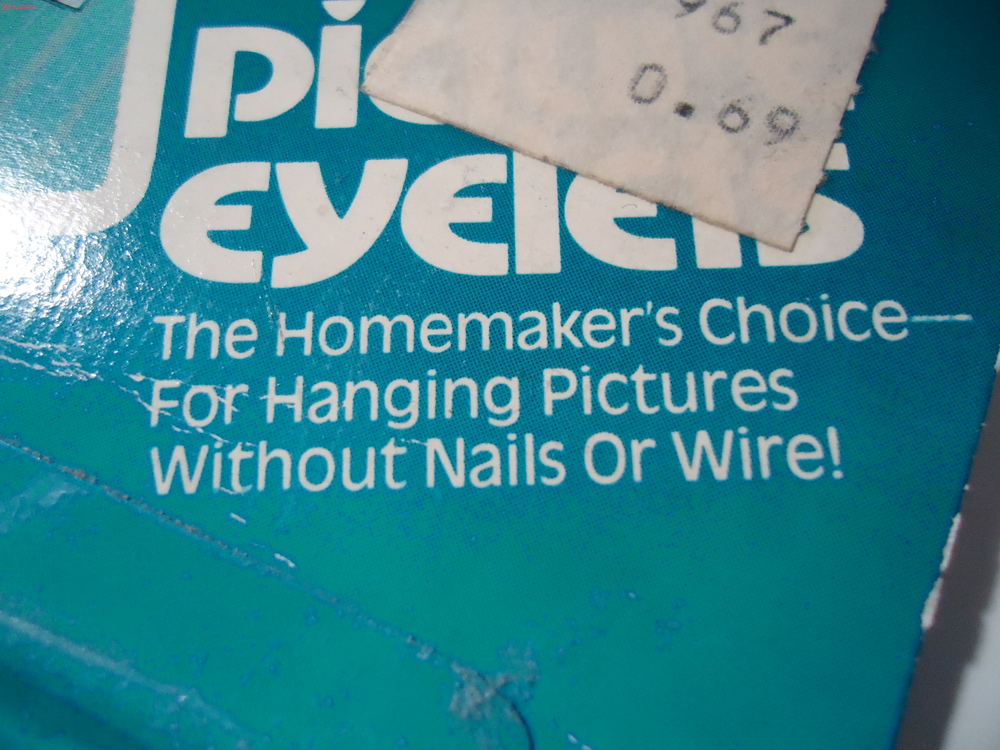 967
0.69
eyelets
The Homemaker's Choice—
For Hanging Pictures
Without Nails Or Wire!